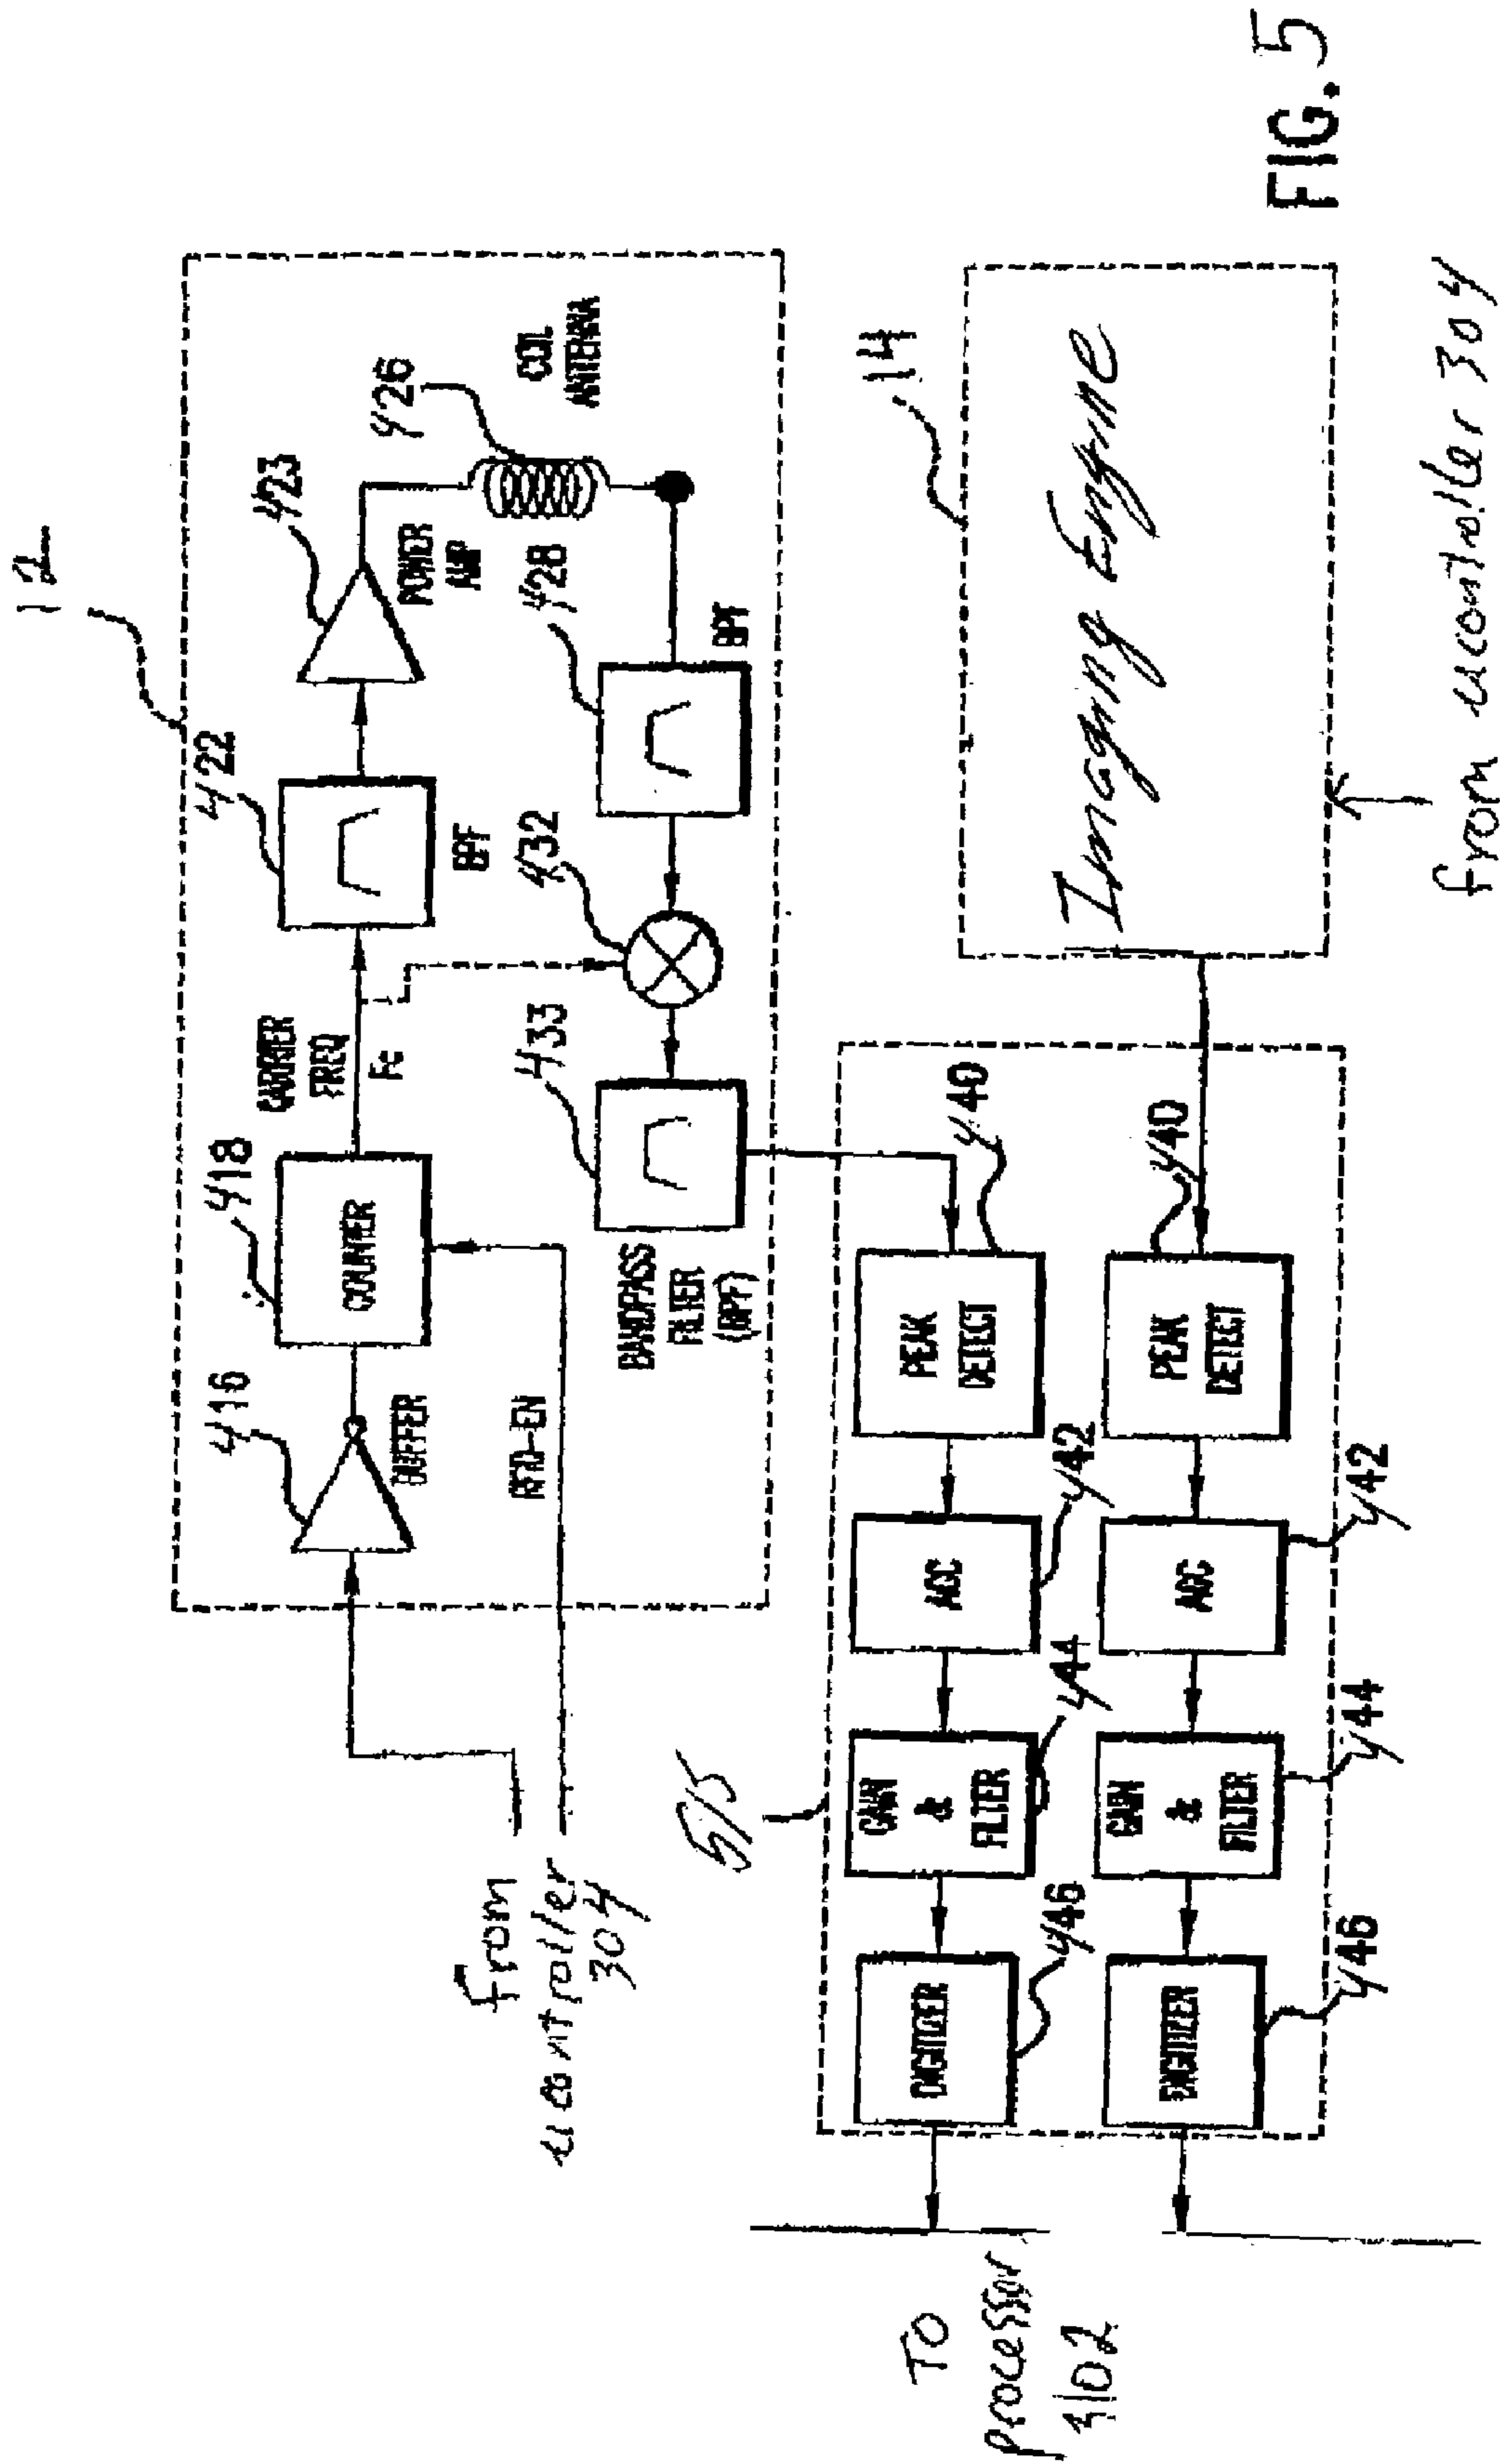 12
416
BUFFER
418
COUNTER
CARRIER
FREQ
Fc
422
BPF
423
POWER
AMP
426
COIL
ANTENNA
428
BPF
432
433
BANDPASS
FILTER
(BPF)
RFID-EN
From
ucontroller
304
515
440
PEAK
DETECT
442
AGC
444
GAIN
&
FILTER
446
DIGITIZER
440
PEAK
DETECT
442
AGC
444
GAIN
&
FILTER
446
DIGITIZER
To
processor
302
14
Imaging Engine
from ucontroller 304
FIG. 5